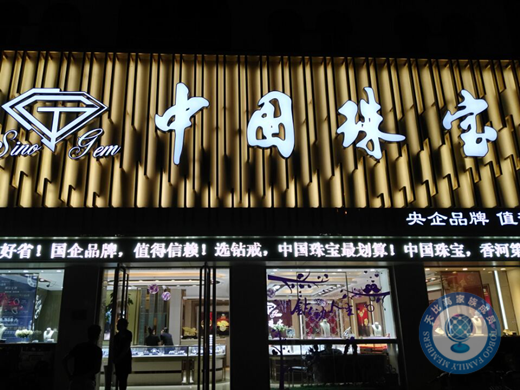 中国珠宝
Sino Gem
央企品牌 值
好省！国企品牌，值得信赖！选钻戒，中国珠宝最划算！中国珠宝，香河第
FAMILY MEMBERS